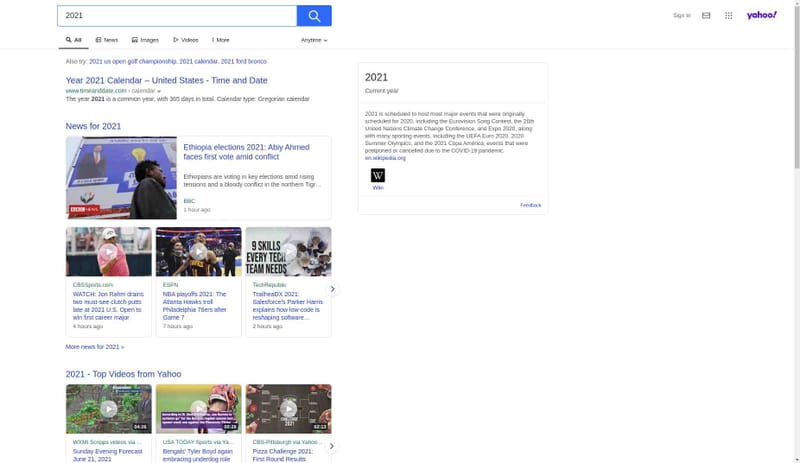 2021
Sign in
yahoo!
All
News
Images
Videos
More
Anytime
Also try: 2021 us open golf championship, 2021 calendar, 2021 ford bronco
Year 2021 Calendar – United States - Time and Date
www.timeanddate.com › calendar
The year 2021 is a common year, with 365 days in total. Calendar type: Gregorian calendar
News for 2021
BBC NEWS
Ethiopia elections 2021: Abiy Ahmed
faces first vote amid conflict
Ethiopians are voting in key elections amid rising
tensions and a bloody conflict in the northern Tigr...
BBC
1 hour ago
CBSSports.com
WATCH: Jon Rahm drains
two must-see clutch putts
late at 2021 U.S. Open to
win first career major
4 hours ago
ESPN
NBA playoffs 2021: The
Atlanta Hawks troll
Philadelphia 76ers after
Game 7
7 hours ago
9 SKILLS
EVERY TECH
TEAM NEEDS
TechRepublic
TrailheaDX 2021:
Salesforce's Parker Harris
explains how low-code is
reshaping software...
2 hours ago
More news for 2021 »
2021 - Top Videos from Yahoo
04:26
WXMI Scripps videos via ...
Sunday Evening Forecast
June 21, 2021
00:29
USA TODAY Sports via Ya...
Bengals' Tyler Boyd again
embracing underdog role
CHALLENGE
2021
02:13
CBS-Pittsburgh via Yahoo...
Pizza Challenge 2021:
First Round Results
2021
Current year
2021 is scheduled to host most major events that were originally
scheduled for 2020, including the Eurovision Song Contest, the 26th
United Nations Climate Change Conference, and Expo 2020, along
with many sporting events, including the UEFA Euro 2020, 2020
Summer Olympics, and the 2021 Copa América; events that were
postponed or canceled due to the COVID-19 pandemic.
en.wikipedia.org
W
Wiki
Feedback